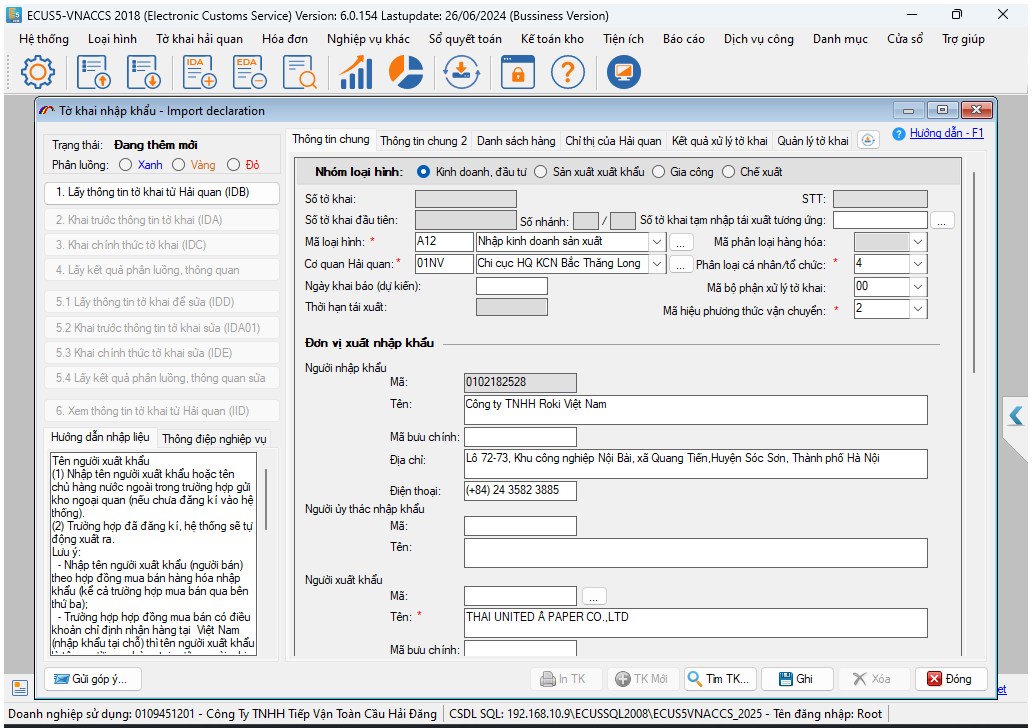 ECUS5-VNACCS 2018 (Electronic Customs Service) Version: 6.0.154 Lastupdate: 26/06/2024 (Bussiness Version)
Hệ thống Loại hình Tờ khai hải quan Hóa đơn Nghiệp vụ khác Sổ quyết toán Kế toán kho Tiện ích Báo cáo Dịch vụ công Danh mục Cửa sổ Trợ giúp
IDA EDA
Tờ khai nhập khẩu - Import declaration
Trạng thái: Đang thêm mới
Phân luồng: Xanh Vàng Đỏ
1. Lấy thông tin tờ khai từ Hải quan (IDB)
2. Khai trước thông tin tờ khai (IDA)
3. Khai chính thức tờ khai (IDC)
4. Lấy kết quả phân luồng, thông quan
5.1 Lấy thông tin tờ khai để sửa (IDD)
5.2 Khai trước thông tin tờ khai sửa (IDA01)
5.3 Khai chính thức tờ khai sửa (IDE)
5.4 Lấy kết quả phân luồng, thông quan sửa
6. Xem thông tin tờ khai từ Hải quan (IID)
Hướng dẫn nhập liệu Thông điệp nghiệp vụ
Tên người xuất khẩu
(1) Nhập tên người xuất khẩu hoặc tên
chủ hàng nước ngoài trong trường hợp gửi
kho ngoại quan (nếu chưa đăng kí vào hệ
thống).
(2) Trường hợp đã đăng kí, hệ thống sẽ tự
động xuất ra.
Lưu ý:
- Nhập tên người xuất khẩu (người bán)
theo hợp đồng mua bán hàng hóa nhập
khẩu (kể cả trường hợp mua bán qua bên
thứ ba);
- Trường hợp hợp đồng mua bán có điều
khoản chỉ định nhận hàng tại Việt Nam
(nhập khẩu tại chỗ) thì tên người xuất khẩu
Thông tin chung Thông tin chung 2 Danh sách hàng Chỉ thị của Hải quan Kết quả xử lý tờ khai Quản lý tờ khai Hướng dẫn - F1
Nhóm loại hình: Kinh doanh, đầu tư Sản xuất xuất khẩu Gia công Chế xuất
Số tờ khai: STT:
Số tờ khai đầu tiên: Số nhánh: / Số tờ khai tạm nhập tái xuất tương ứng: ...
Mã loại hình: * A12 Nhập kinh doanh sản xuất ... Mã phân loại hàng hóa:
Cơ quan Hải quan: * 01NV Chi cục HQ KCN Bắc Thăng Long ... Phân loại cá nhân/tổ chức: * 4
Ngày khai báo (dự kiến): Mã bộ phận xử lý tờ khai: 00
Thời hạn tái xuất: Mã hiệu phương thức vận chuyển: * 2
Đơn vị xuất nhập khẩu
Người nhập khẩu
Mã: 0102182528
Tên: Công ty TNHH Roki Việt Nam
Mã bưu chính:
Địa chỉ: Lô 72-73, Khu công nghiệp Nội Bài, xã Quang Tiến,Huyện Sóc Sơn, Thành phố Hà Nội
Điện thoại: (+84) 24 3582 3885
Người ủy thác nhập khẩu
Mã:
Tên:
Người xuất khẩu
Mã: ...
Tên: * THAI UNITED A PAPER CO.,LTD
Mã bưu chính:
Gửi góp ý... In TK TK Mới Tìm TK... Ghi Xóa Đóng
Doanh nghiệp sử dụng: 0109451201 - Công Ty TNHH Tiếp Vận Toàn Cầu Hải Đăng CSDL SQL: 192.168.10.9\ECUSSQL2008\ECUS5VNACCS_2025 - Tên đăng nhập: Root